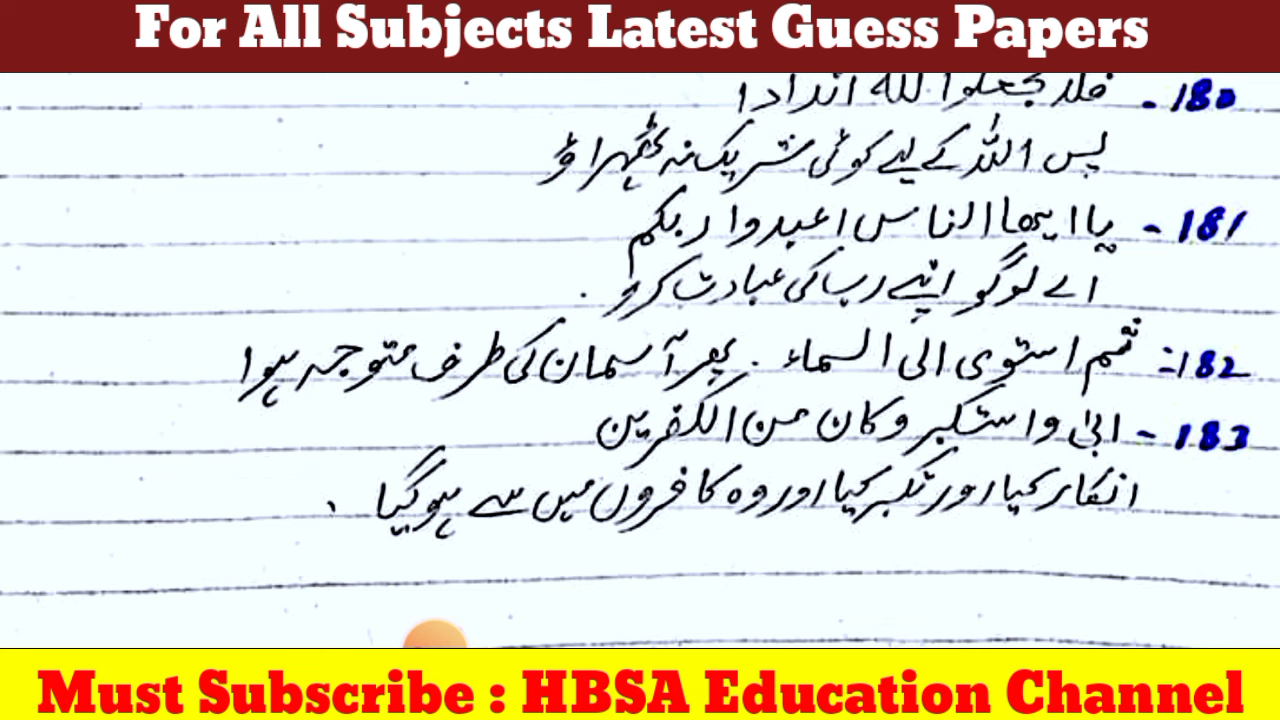 For All Subjects Latest Guess Papers
180- فلا تجعلوا للہ اندادا
پس اللہ کے لیے کوئی شریک نہ ٹھہراؤ
181- یا ایھا الناس اعبدوا ربکم
اے لوگو اپنے رب کی عبادت کرو .
182:- ثم استوی الی السماء . پھر آسمان کی طرف متوجہ ہوا
183- ابیٰ واستکبر وکان من الکفرین
انکار کیا اور تکبر کیا اور وہ کافروں میں سے ہوگیا .
Must Subscribe : HBSA Education Channel